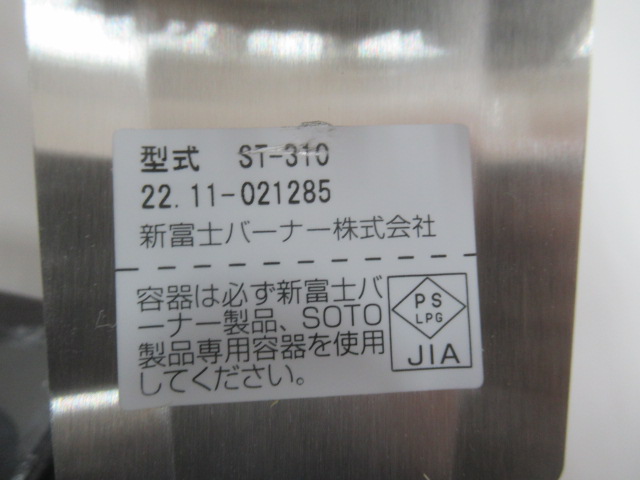 型式 ST-310
22.11-021285
新富士バーナー株式会社
容器は必ず新富士バ
ーナー製品、SOTO
製品専用容器を使用
してください。
PS
LPG
JIA